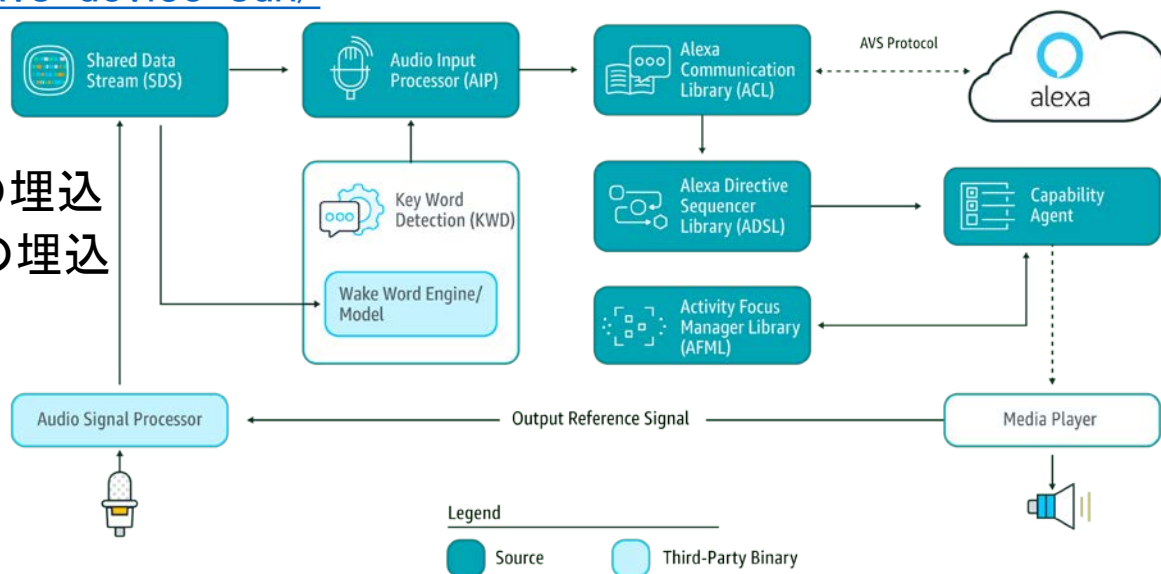 Shared Data
Stream (SDS)
Audio Input
Processor (AIP)
Alexa
Communication
Library (ACL)
AVS Protocol
alexa
の埋込
の埋込
Key Word
Detection (KWD)
Wake Word Engine/
Model
Alexa Directive
Sequencer
Library (ADSL)
Capability
Agent
Activity Focus
Manager Library
(AFML)
Audio Signal Processor
Output Reference Signal
Media Player
Legend
Source
Third-Party Binary